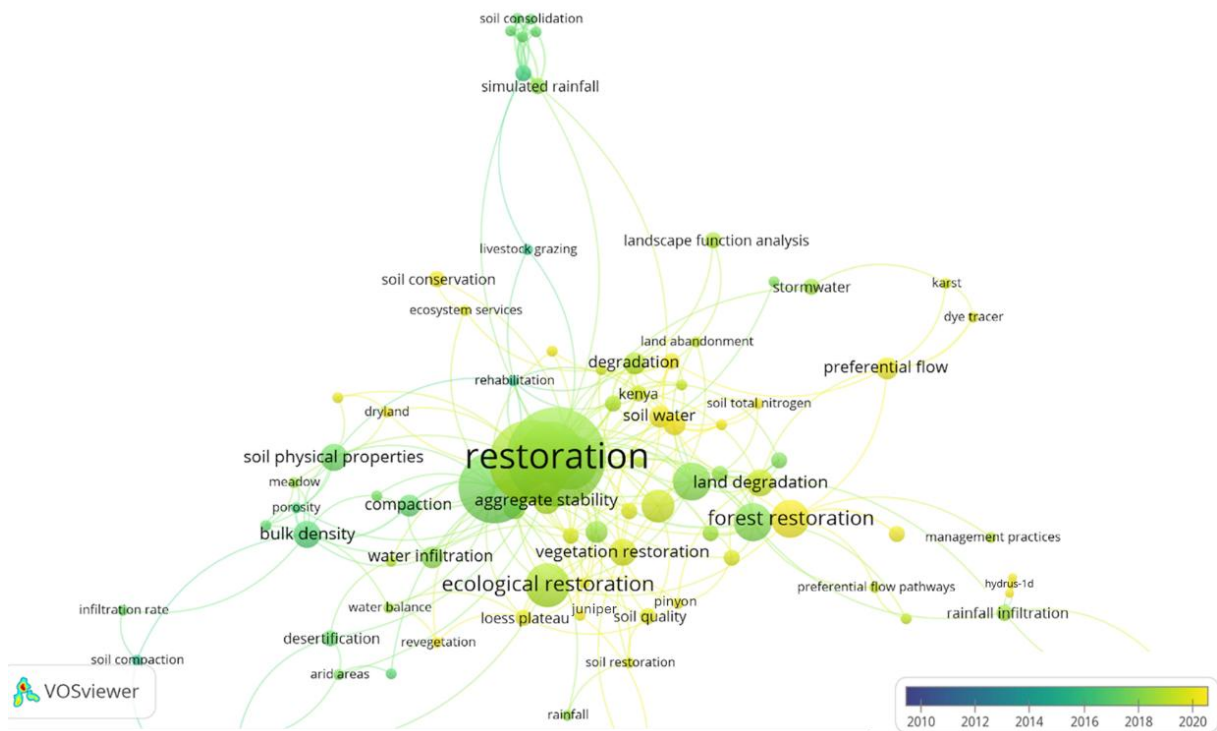 soil consolidation
simulated rainfall
landscape function analysis
livestock grazing
soil conservation
stormwater
karst
ecosystem services
dye tracer
land abandonment
degradation
preferential flow
rehabilitation
kenya
soil total nitrogen
dryland
soil water
restoration
soil physical properties
meadow
land degradation
aggregate stability
compaction
porosity
forest restoration
bulk density
management practices
water infiltration
vegetation restoration
ecological restoration
preferential flow pathways
hydrus-1d
infiltration rate
water balance
juniper
pinyon
loess plateau
soil quality
rainfall infiltration
desertification
revegetation
soil compaction
soil restoration
arid areas
VOSviewer
rainfall
2010 2012 2014 2016 2018 2020